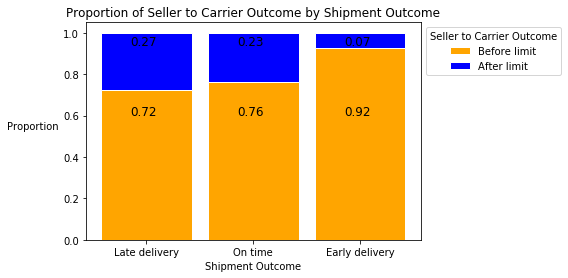 Proportion of Seller to Carrier Outcome by Shipment Outcome
Seller to Carrier Outcome
Before limit
After limit
Proportion
1.0
0.8
0.6
0.4
0.2
0.0
0.27
0.23
0.07
0.72
0.76
0.92
Late delivery
On time
Early delivery
Shipment Outcome